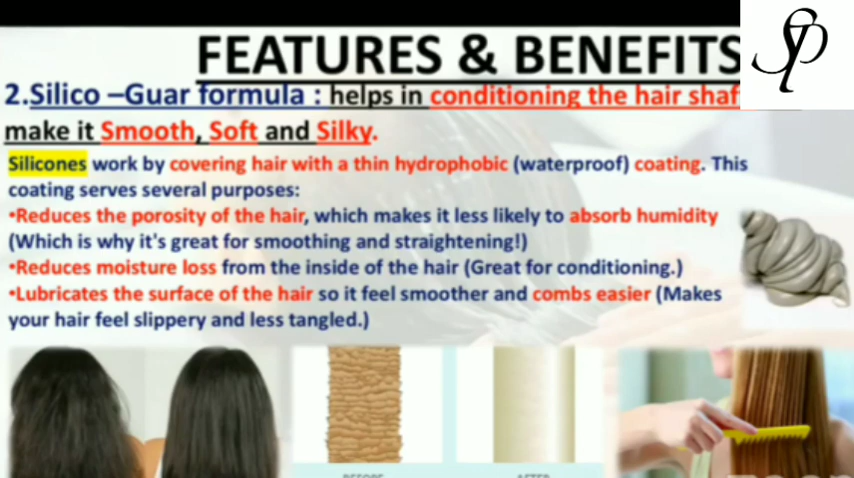 FEATURES & BENEFITS
2.Silico –Guar formula : helps in conditioning the hair shaf
make it Smooth, Soft and Silky.
Silicones work by covering hair with a thin hydrophobic (waterproof) coating. This
coating serves several purposes:
•Reduces the porosity of the hair, which makes it less likely to absorb humidity
(Which is why it's great for smoothing and straightening!)
•Reduces moisture loss from the inside of the hair (Great for conditioning.)
•Lubricates the surface of the hair so it feel smoother and combs easier (Makes
your hair feel slippery and less tangled.)
BEFORE AFTER